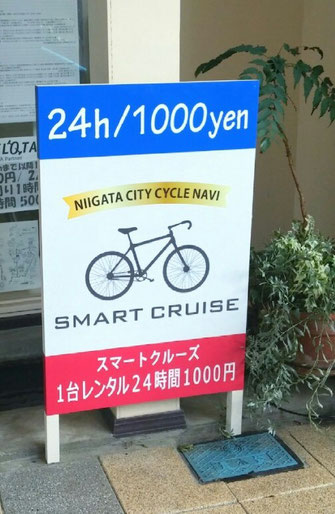 24h/1000yen
NIIGATA CITY CYCLE NAVI
SMART CRUISE
スマートクルーズ
1台レンタル24時間1000円